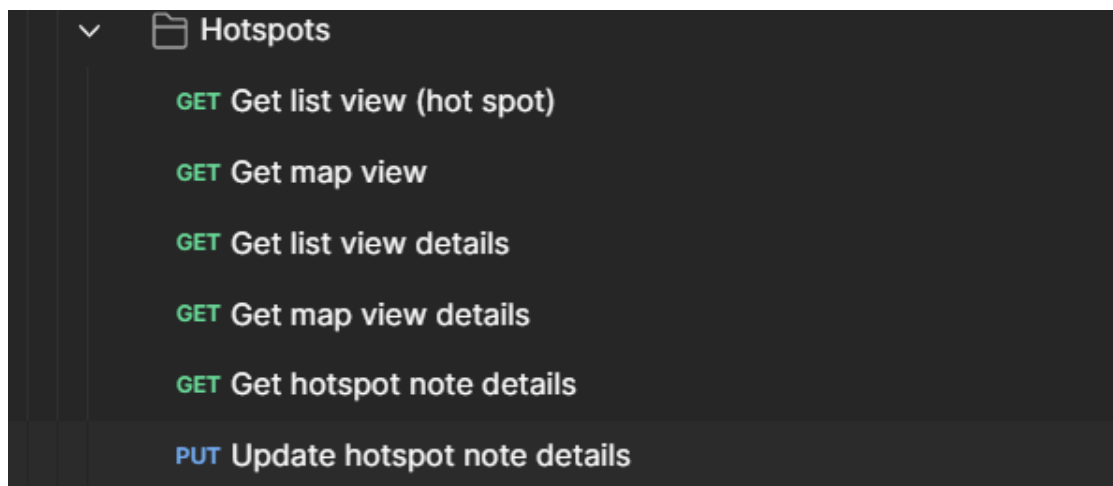 Hotspots
GET Get list view (hot spot)
GET Get map view
GET Get list view details
GET Get map view details
GET Get hotspot note details
PUT Update hotspot note details